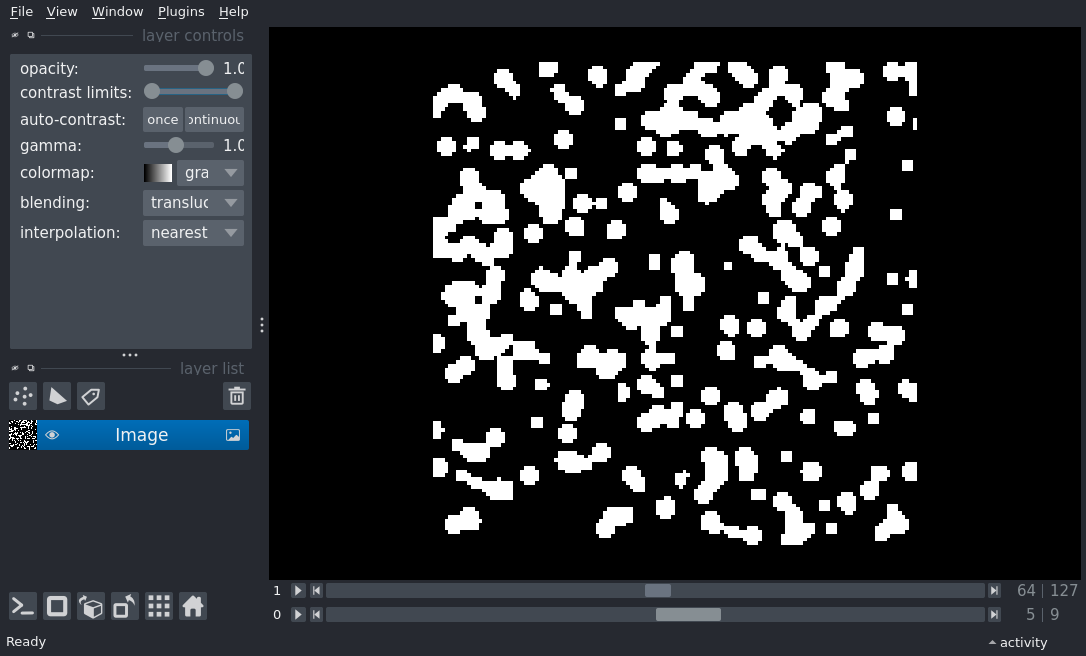 File View Window Plugins Help
layer controls
opacity: 1.0
contrast limits:
auto-contrast: once ontinuou
gamma: 1.0
colormap: gra
blending: transluc
interpolation: nearest
layer list
Image
1 64 | 127
0 5 | 9
Ready activity